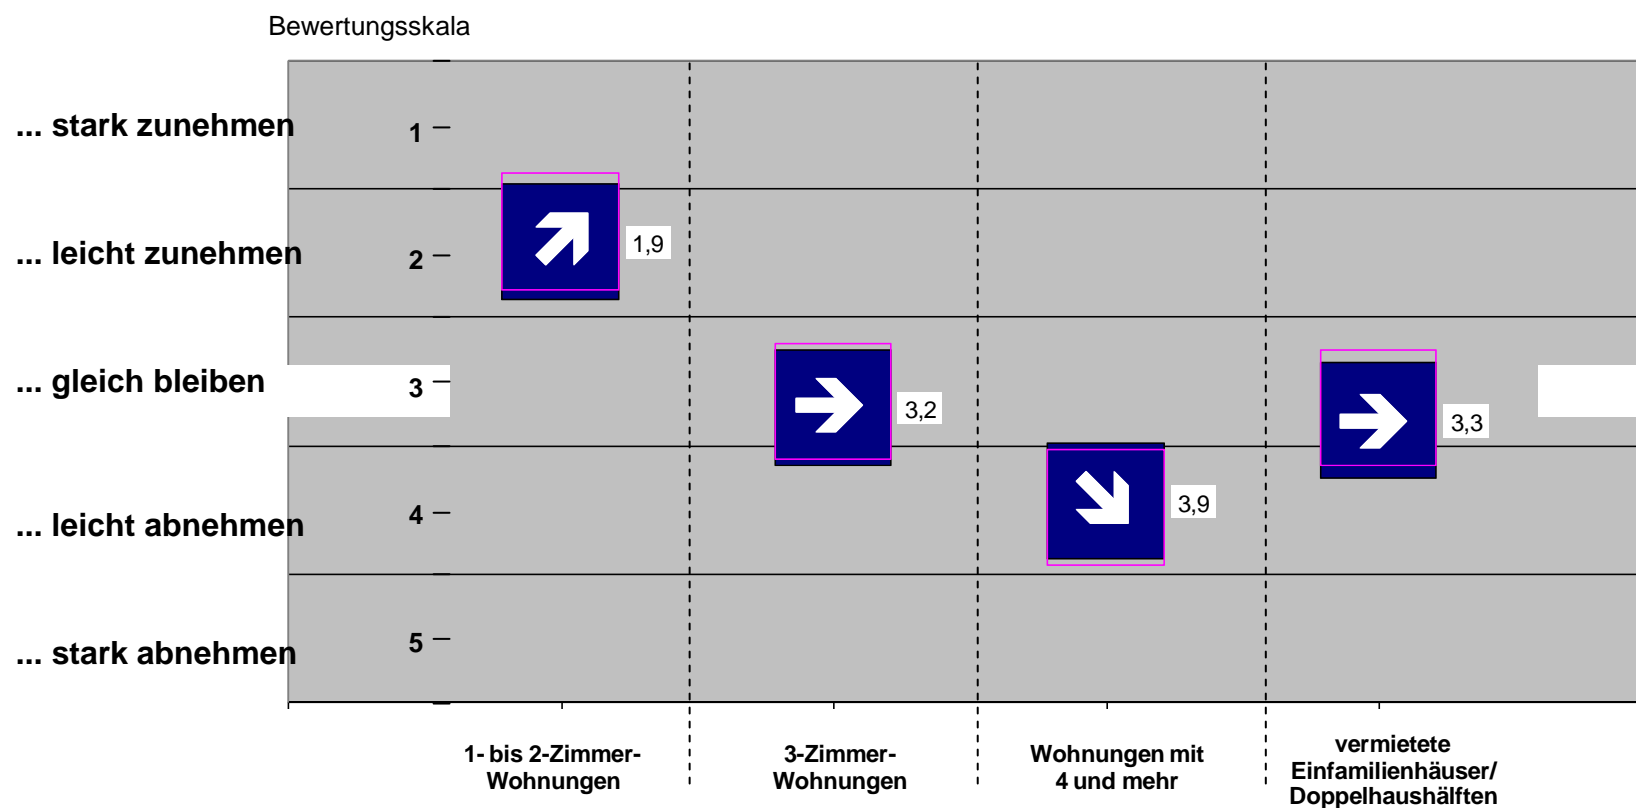 Bewertungsskala
... stark zunehmen
1
... leicht zunehmen
2
1,9
... gleich bleiben
3
3,2
3,3
... leicht abnehmen
4
3,9
... stark abnehmen
5
1- bis 2-Zimmer-
Wohnungen
3-Zimmer-
Wohnungen
Wohnungen mit
4 und mehr
vermietete
Einfamilienhäuser/
Doppelhaushälften